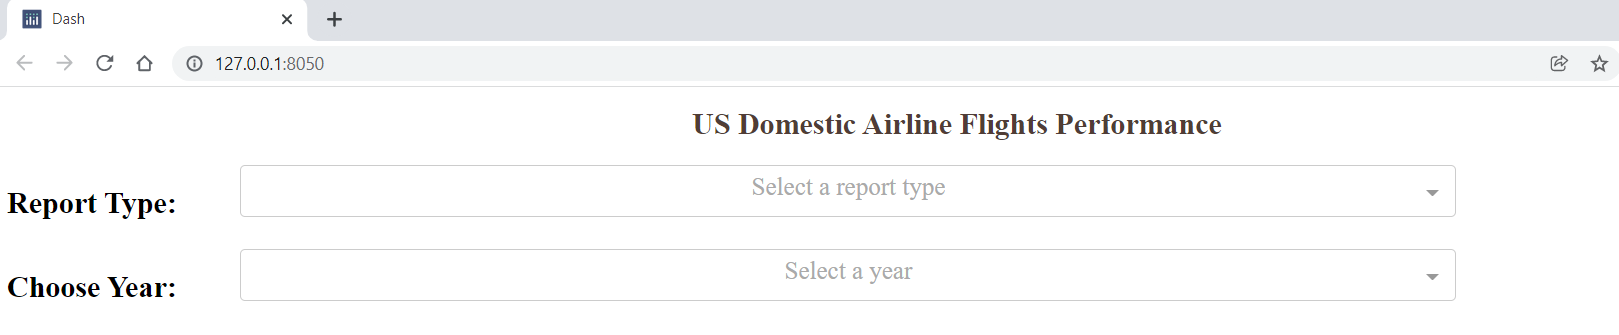 Dash
127.0.0.1:8050
US Domestic Airline Flights Performance
Report Type:
Select a report type
Choose Year:
Select a year